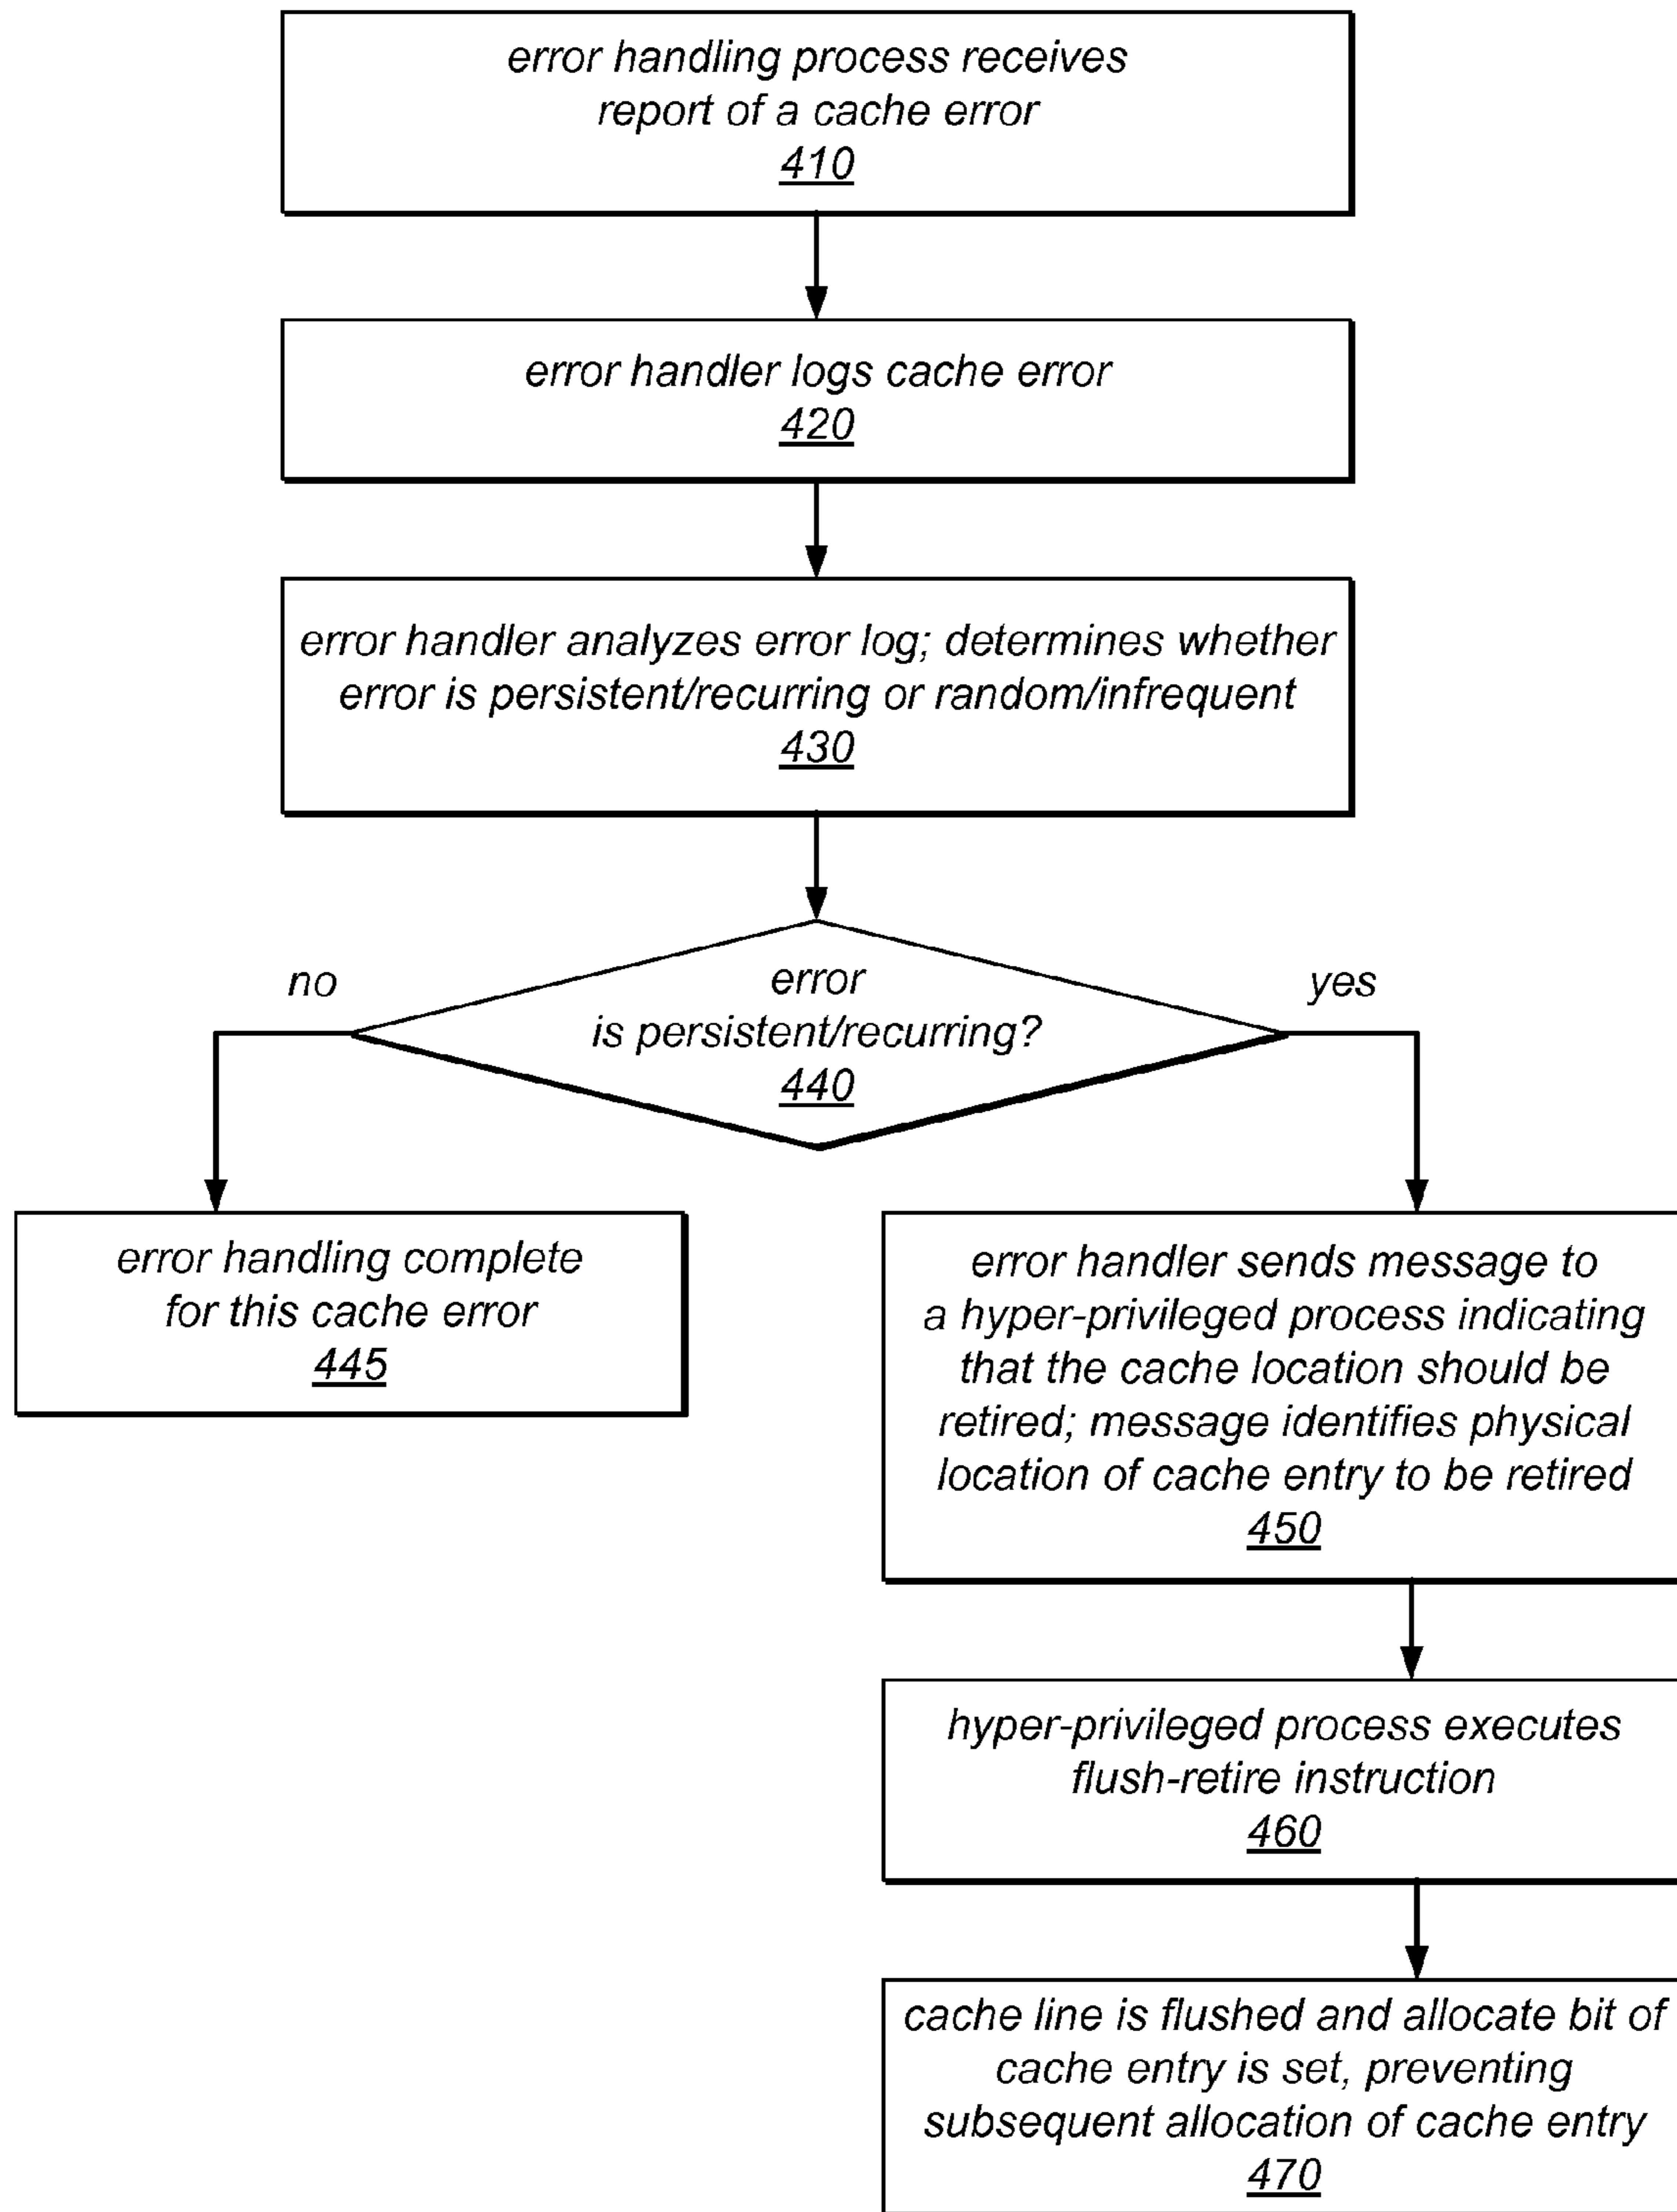 error handling process receives
report of a cache error
410
error handler logs cache error
420
error handler analyzes error log; determines whether
error is persistent/recurring or random/infrequent
430
error
is persistent/recurring?
440
no
yes
error handling complete
for this cache error
445
error handler sends message to
a hyper-privileged process indicating
that the cache location should be
retired; message identifies physical
location of cache entry to be retired
450
hyper-privileged process executes
flush-retire instruction
460
cache line is flushed and allocate bit of
cache entry is set, preventing
subsequent allocation of cache entry
470